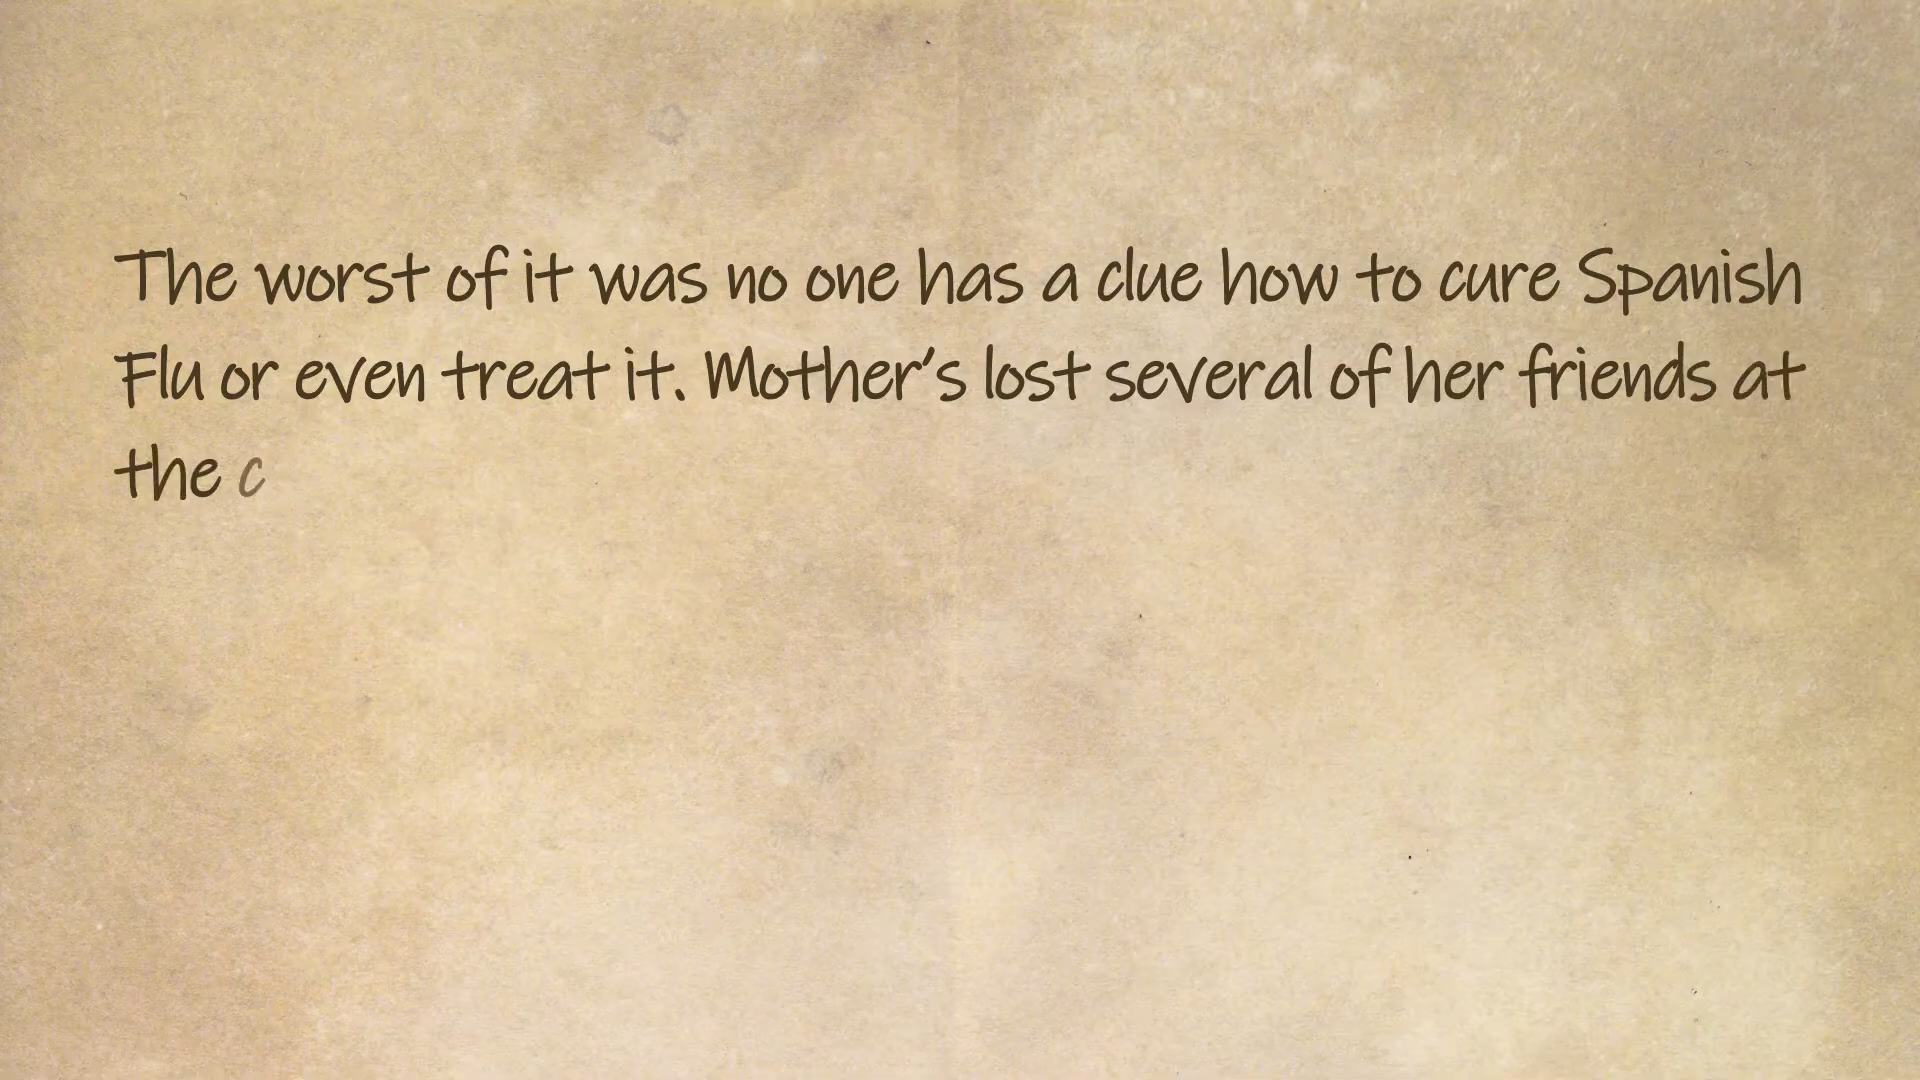 The worst of it was no one has a clue how to cure Spanish
Flu or even treat it. Mother's lost several of her friends at
the c